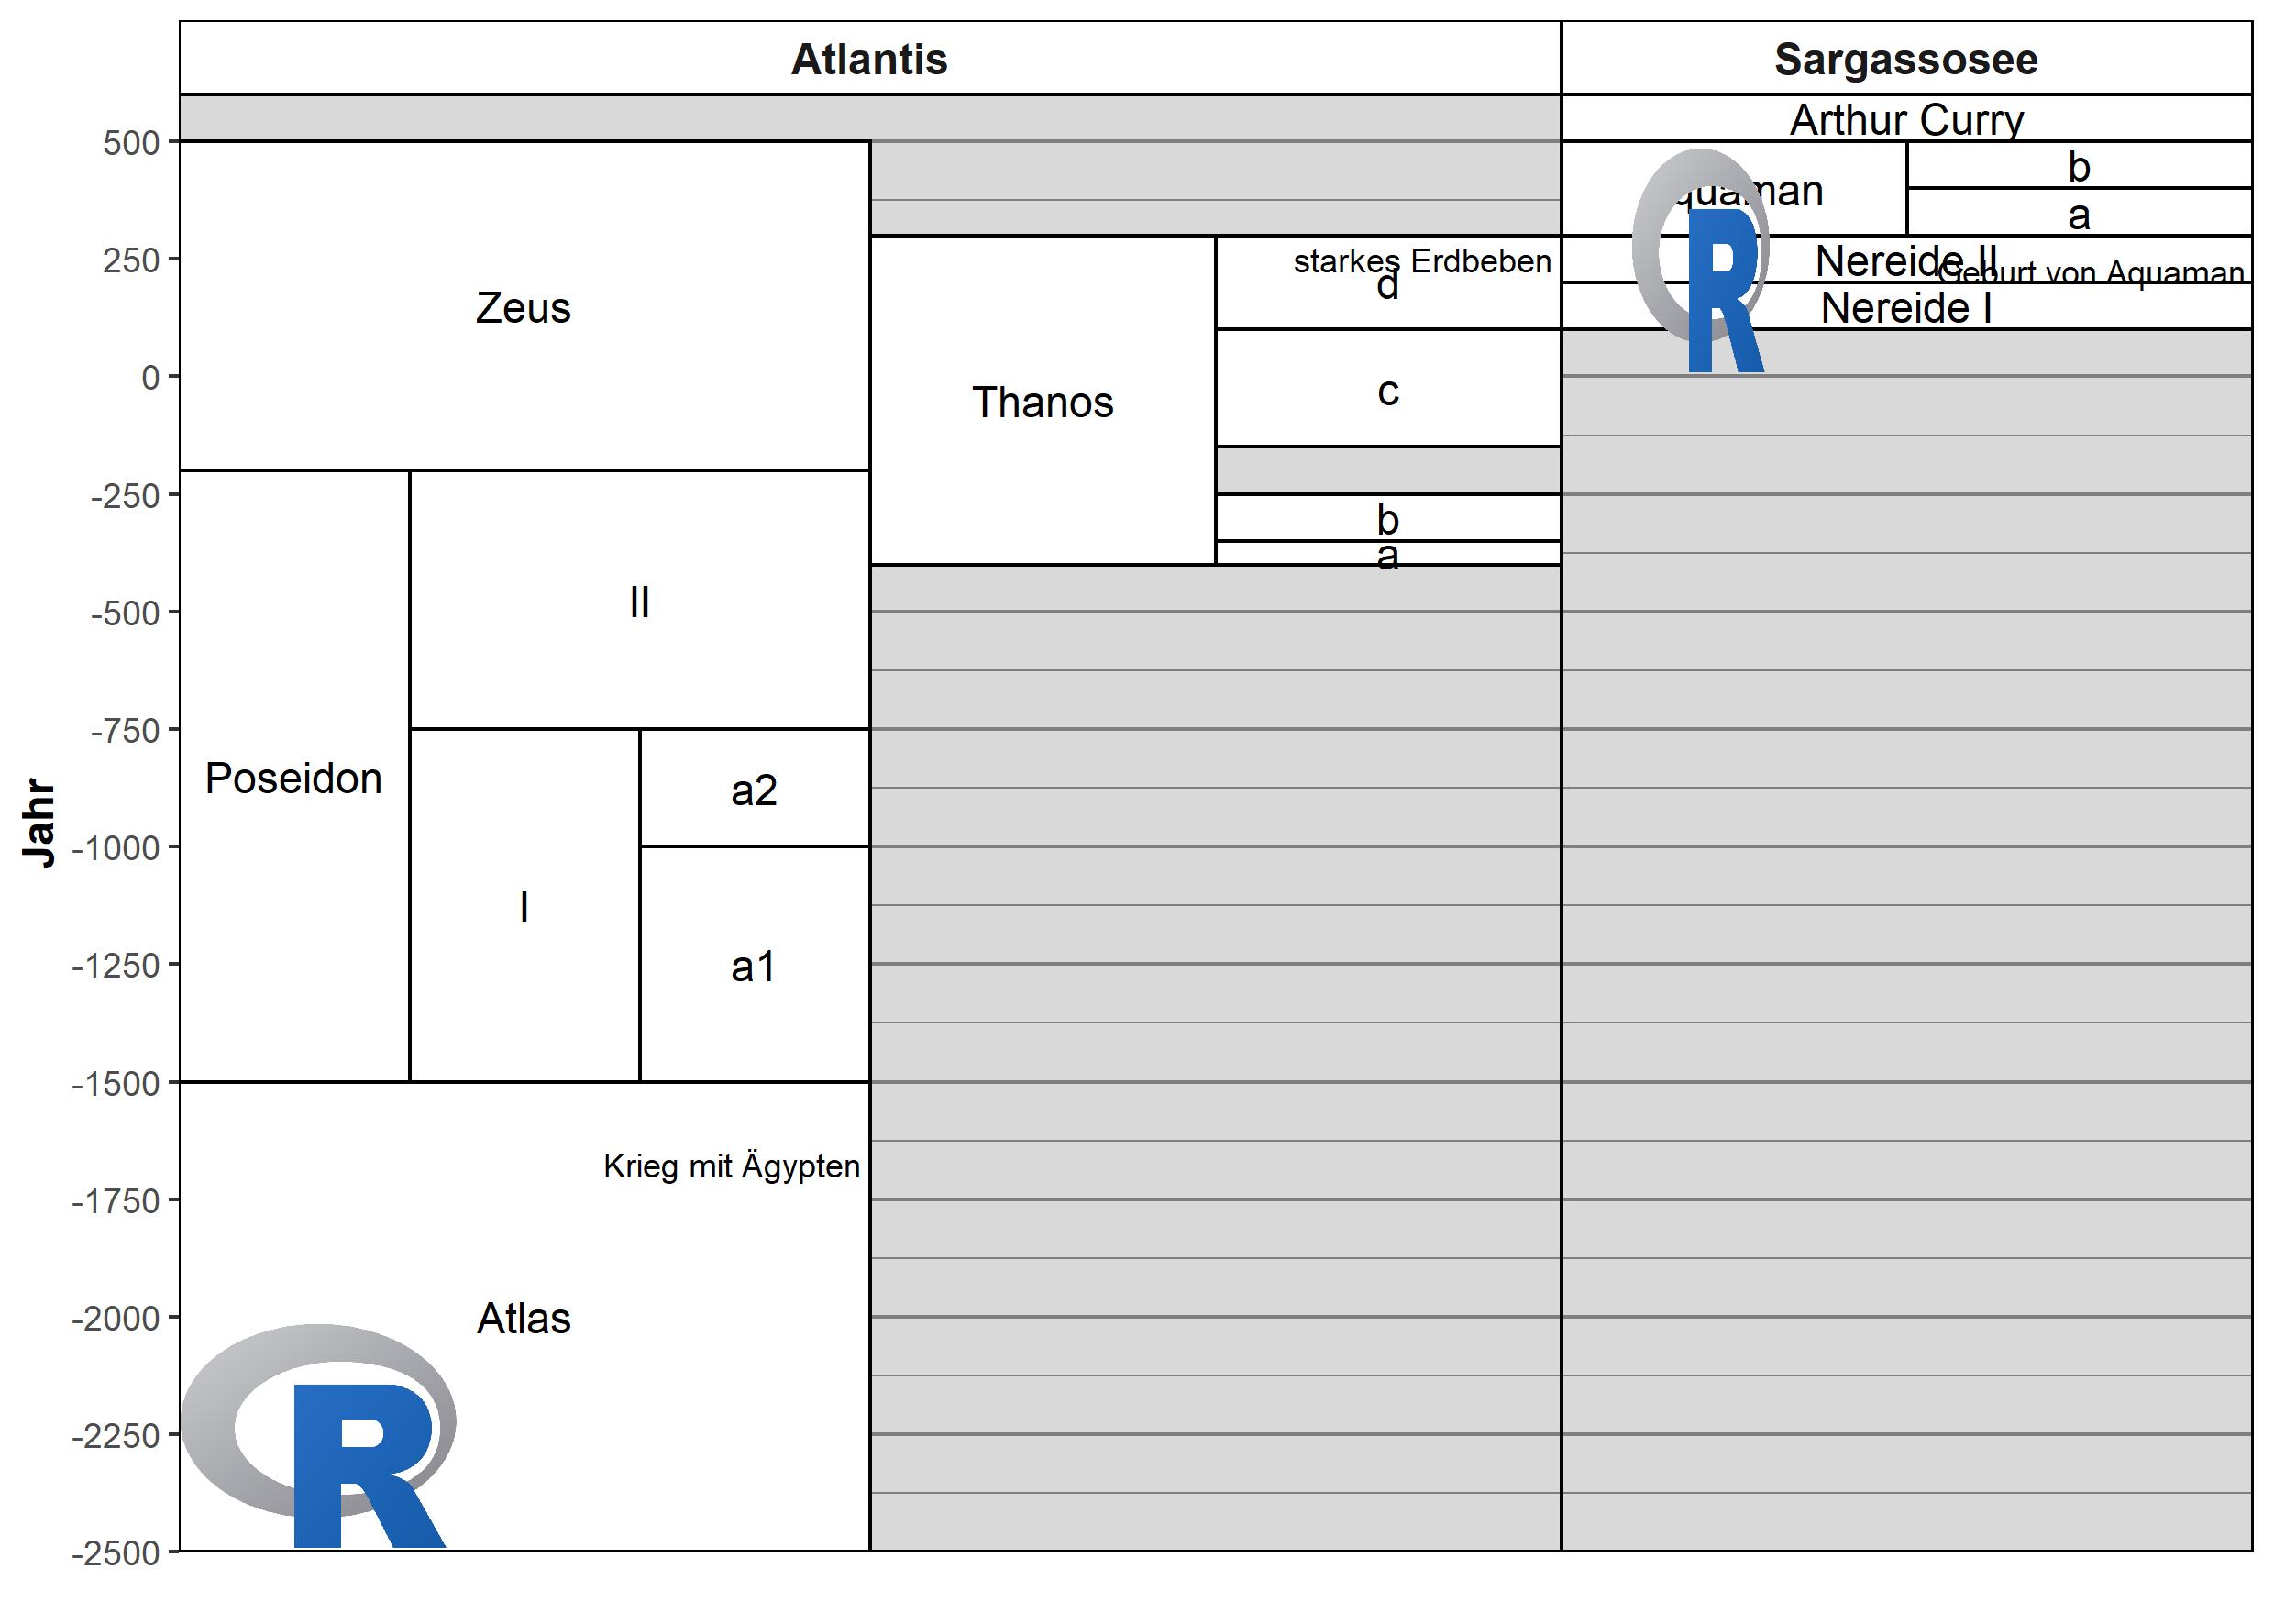 Atlantis
Sargassosee
Arthur Curry
500
b
quaman
a
250
starkes Erdbeben
Nereide II
Geburt von Aquaman
d
Zeus
Nereide I
0
c
Thanos
-250
b
a
-500
II
-750
Poseidon
a2
Jahr
-1000
I
a1
-1250
-1500
Krieg mit Ägypten
-1750
-2000
Atlas
-2250
R
R
-2500